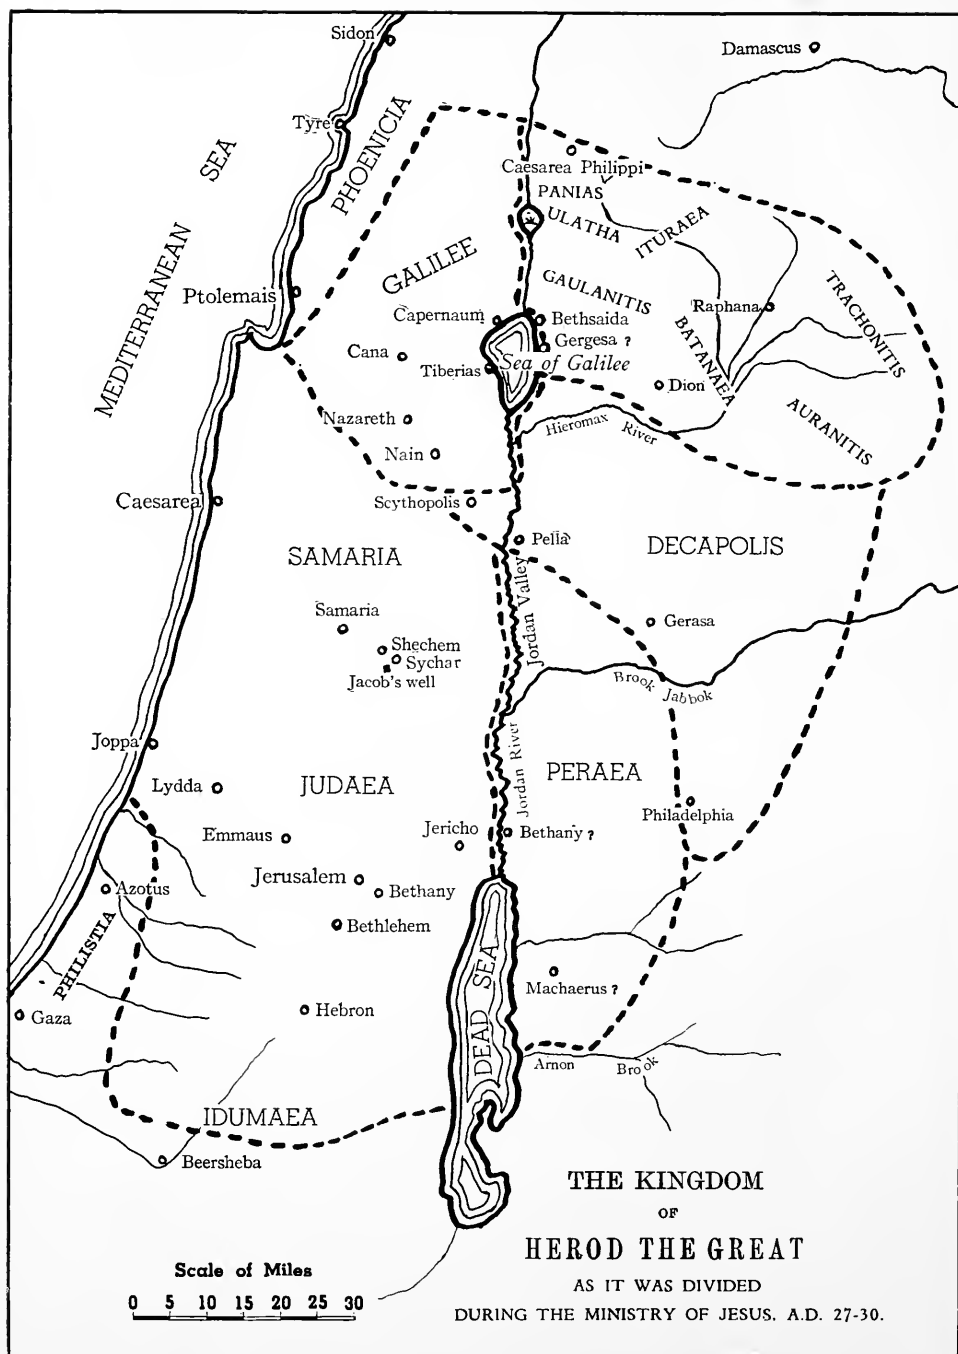 Sidon
Damascus
Tyre
PHOENICIA
MEDITERRANEAN SEA
Caesarea Philippi
PANIAS
ULATHA
ITURAEA
GALILEE
Ptolemais
GAULANITIS
TRACHONITIS
Raphana
Capernaum
Bethsaida
Gergesa ?
BATANAEA
Cana
Sea of Galilee
Tiberias
Dion
AURANITIS
Nazareth
Hieromax River
Nain
Scythopolis
Caesarea
Pella
DECAPOLIS
SAMARIA
Jordan Valley
Samaria
Gerasa
Shechem
Sychar
Jacob's well
Brook Jabbok
Joppa
Jordan River
PERAEA
Lydda
JUDAEA
Philadelphia
Emmaus
Jericho
Bethany ?
Jerusalem
Azotus
Bethany
Bethlehem
PHILISTIA
DEAD SEA
Machaerus ?
Gaza
Hebron
Arnon Brook
IDUMAEA
Beersheba
THE KINGDOM
OF
HEROD THE GREAT
AS IT WAS DIVIDED
DURING THE MINISTRY OF JESUS. A.D. 27-30.
Scale of Miles
0 5 10 15 20 25 30